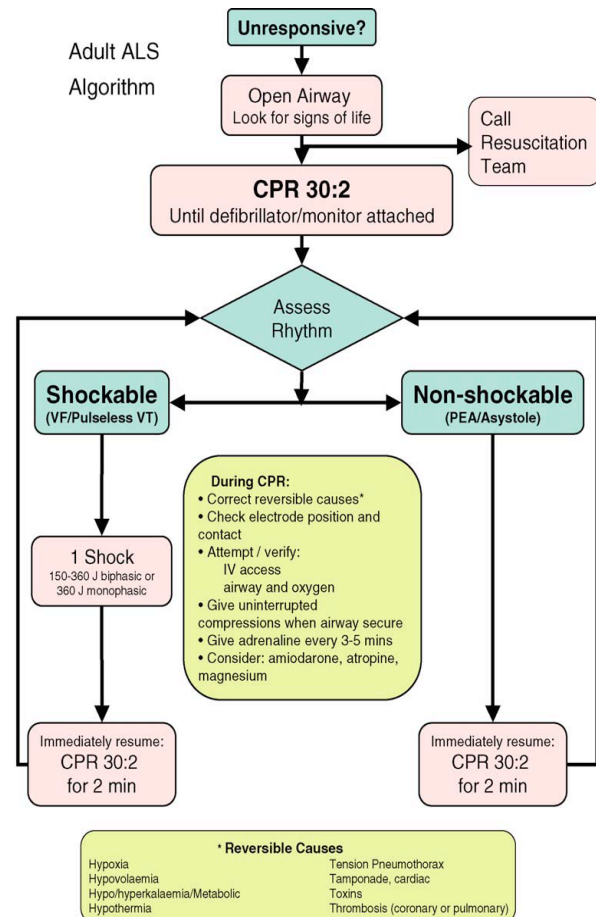 Adult ALS
Algorithm
Unresponsive?
Open Airway
Look for signs of life
Call
Resuscitation
Team
CPR 30:2
Until defibrillator/monitor attached
Assess
Rhythm
Shockable
(VF/Pulseless VT)
Non-shockable
(PEA/Asystole)
1 Shock
150-360 J biphasic or
360 J monophasic
During CPR:
• Correct reversible causes*
• Check electrode position and
contact
• Attempt / verify:
IV access
airway and oxygen
• Give uninterrupted
compressions when airway secure
• Give adrenaline every 3-5 mins
• Consider: amiodarone, atropine,
magnesium
Immediately resume:
CPR 30:2
for 2 min
Immediately resume:
CPR 30:2
for 2 min
* Reversible Causes
Hypoxia
Hypovolaemia
Hypo/hyperkalaemia/Metabolic
Hypothermia
Tension Pneumothorax
Tamponade, cardiac
Toxins
Thrombosis (coronary or pulmonary)